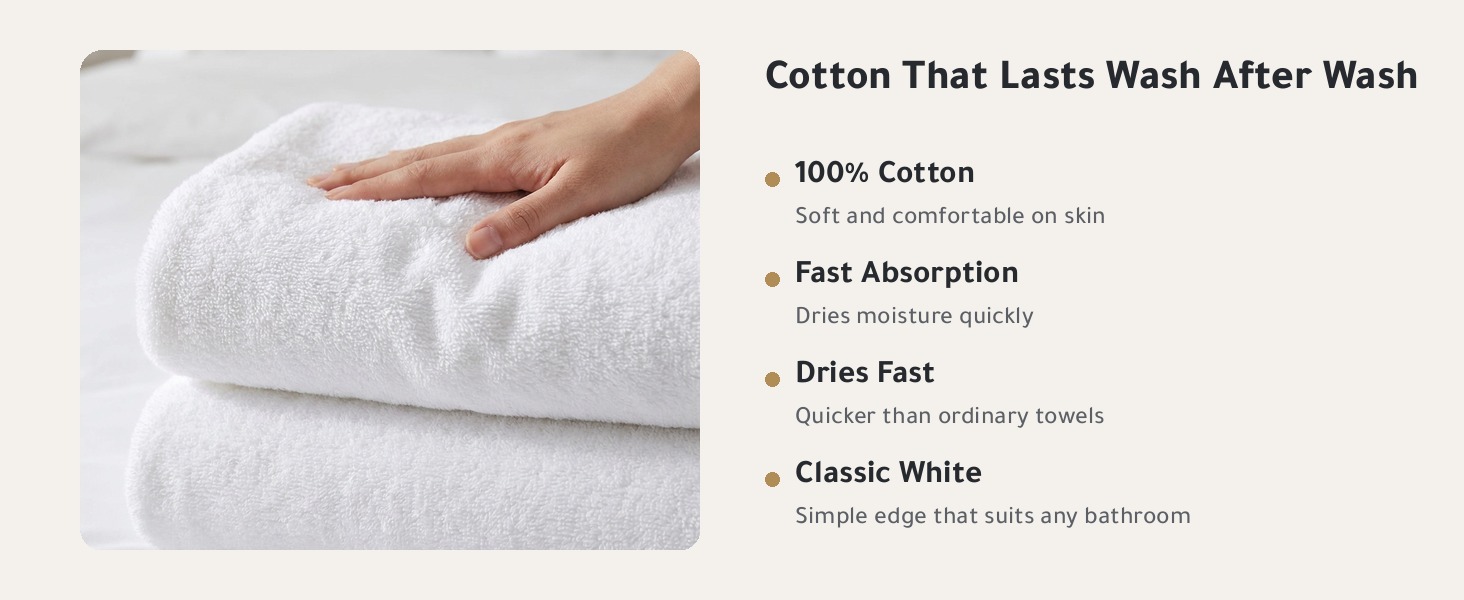 Cotton That Lasts Wash After Wash
100% Cotton
Soft and comfortable on skin
Fast Absorption
Dries moisture quickly
Dries Fast
Quicker than ordinary towels
Classic White
Simple edge that suits any bathroom